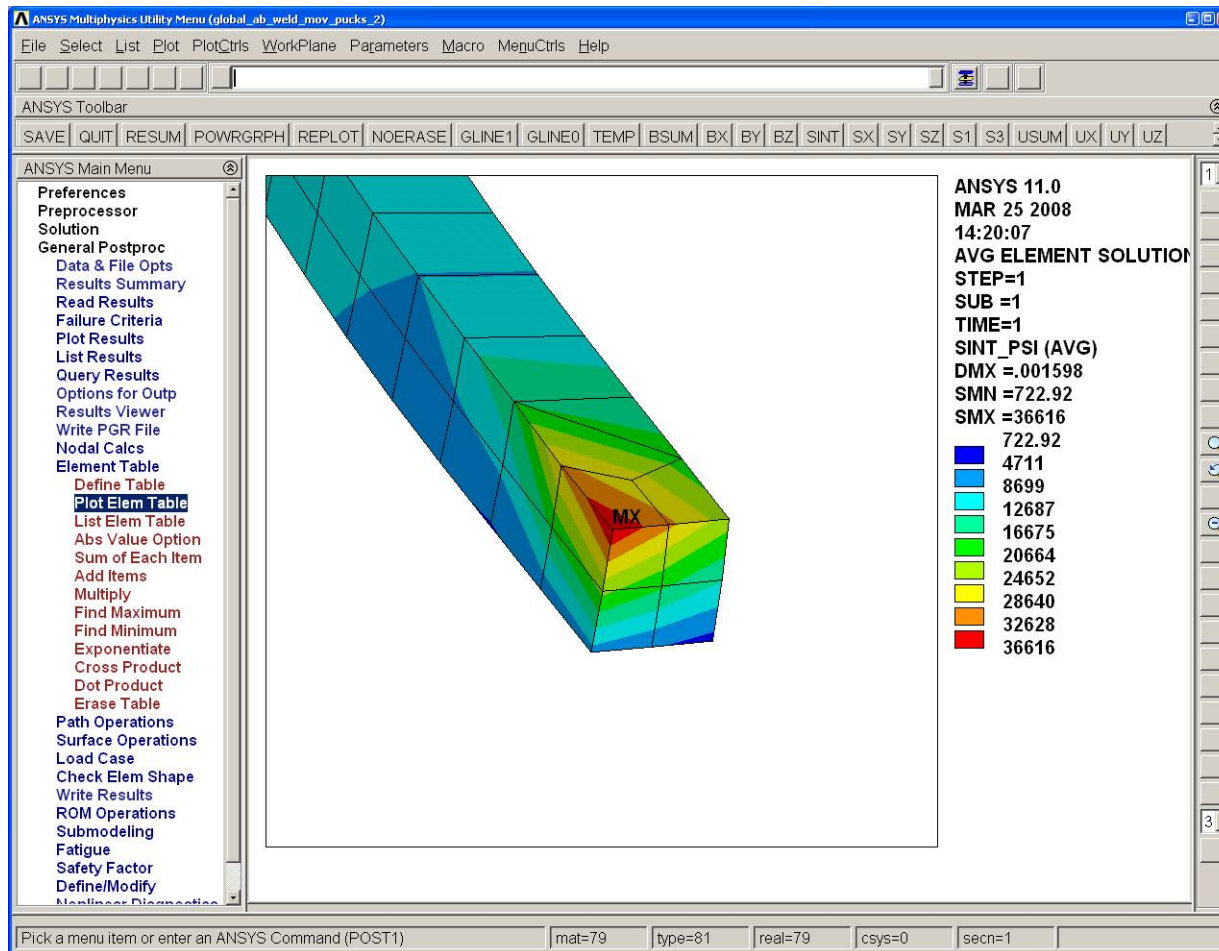 ANSYS Multiphysics Utility Menu (global_ab_weld_mov_pucks_2)
File Select List Plot PlotCtrls WorkPlane Parameters Macro MenuCtrls Help
ANSYS Toolbar
SAVE QUIT RESUM POWRGRPH REPLOT NOERASE GLINE1 GLINE0 TEMP BSUM BX BY BZ SINT SX SY SZ S1 S3 USUM UX UY UZ
ANSYS Main Menu
Preferences
Preprocessor
Solution
General Postproc
Data & File Opts
Results Summary
Read Results
Failure Criteria
Plot Results
List Results
Query Results
Options for Outp
Results Viewer
Write PGR File
Nodal Calcs
Element Table
Define Table
Plot Elem Table
List Elem Table
Abs Value Option
Sum of Each Item
Add Items
Multiply
Find Maximum
Find Minimum
Exponentiate
Cross Product
Dot Product
Erase Table
Path Operations
Surface Operations
Load Case
Check Elem Shape
Write Results
ROM Operations
Submodeling
Fatigue
Safety Factor
Define/Modify
Nonlinear Diagnostics
MX
ANSYS 11.0
MAR 25 2008
14:20:07
AVG ELEMENT SOLUTION
STEP=1
SUB =1
TIME=1
SINT_PSI (AVG)
DMX =.001598
SMN =722.92
SMX =36616
722.92
4711
8699
12687
16675
20664
24652
28640
32628
36616
1
3
Pick a menu item or enter an ANSYS Command (POST1)
mat=79 type=81 real=79 csys=0 secn=1